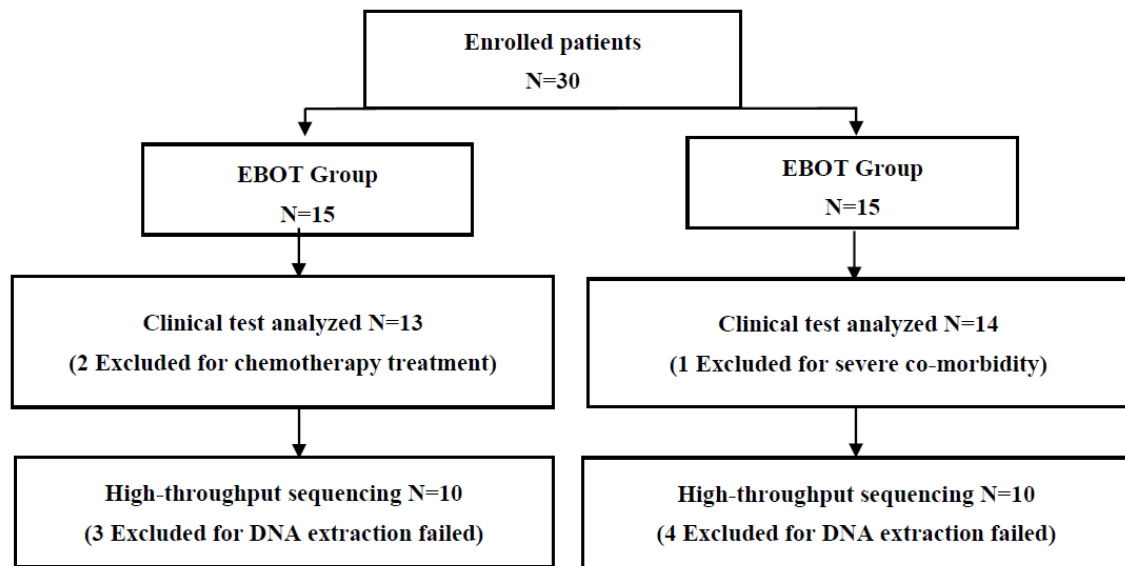 Enrolled patients
N=30
EBOT Group
N=15
EBOT Group
N=15
Clinical test analyzed N=13
(2 Excluded for chemotherapy treatment)
Clinical test analyzed N=14
(1 Excluded for severe co-morbidity)
High-throughput sequencing N=10
(3 Excluded for DNA extraction failed)
High-throughput sequencing N=10
(4 Excluded for DNA extraction failed)